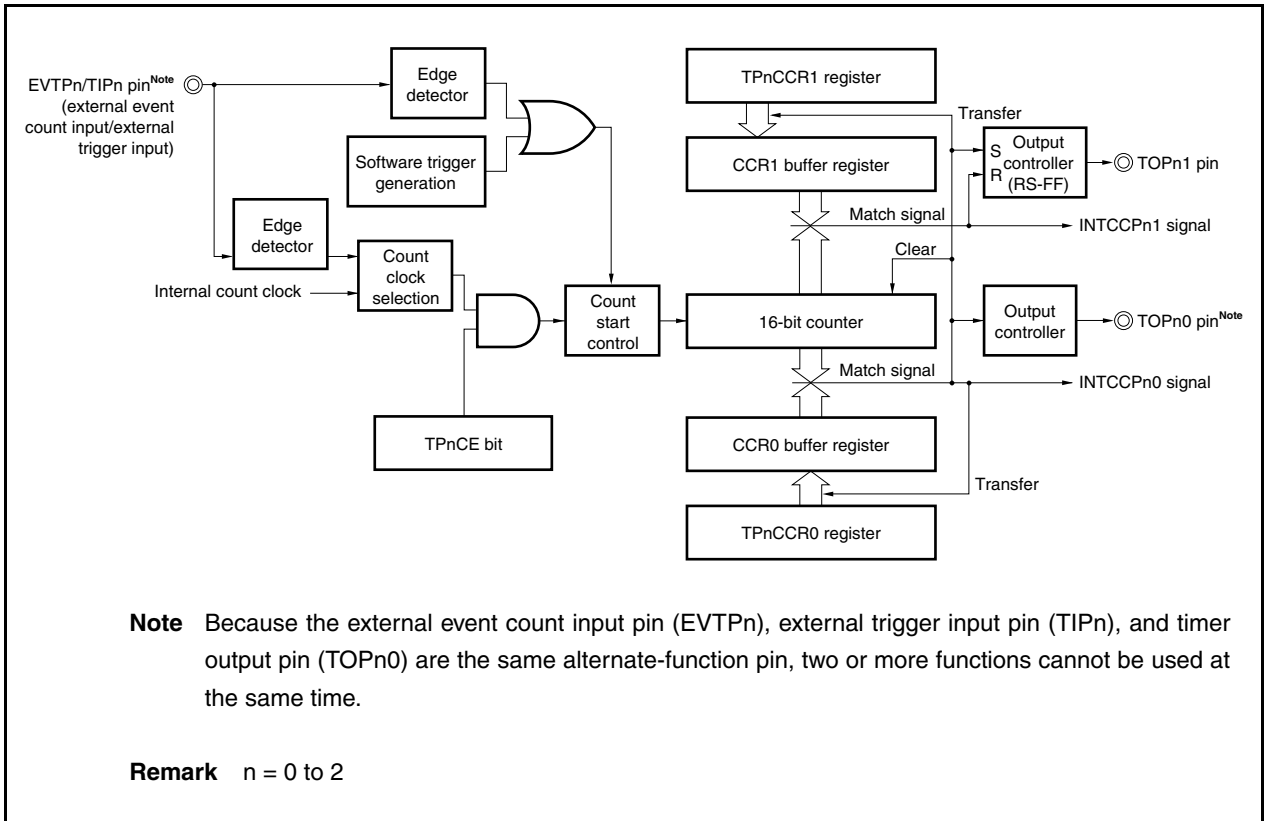 EVTPn/TIPn pin Note
(external event
count input/external
trigger input)
Edge
detector
Software trigger
generation
Edge
detector
Count
clock
selection
Internal count clock
Count
start
control
TPnCE bit
TPnCCR1 register
Transfer
CCR1 buffer register
S
R
Output
controller
(RS-FF)
TOPn1 pin
Match signal
INTCCPn1 signal
Clear
16-bit counter
Output
controller
TOPn0 pin Note
Match signal
INTCCPn0 signal
CCR0 buffer register
Transfer
TPnCCR0 register
Note Because the external event count input pin (EVTPn), external trigger input pin (TIPn), and timer
output pin (TOPn0) are the same alternate-function pin, two or more functions cannot be used at
the same time.
Remark n = 0 to 2